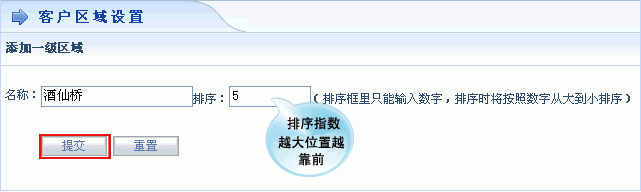 客户区域设置
添加一级区域
名称：酒仙桥 排序：5 （排序框里只能输入数字，排序时将按照数字从大到小排序）
排序指数
越大位置越
靠前
提交 重置